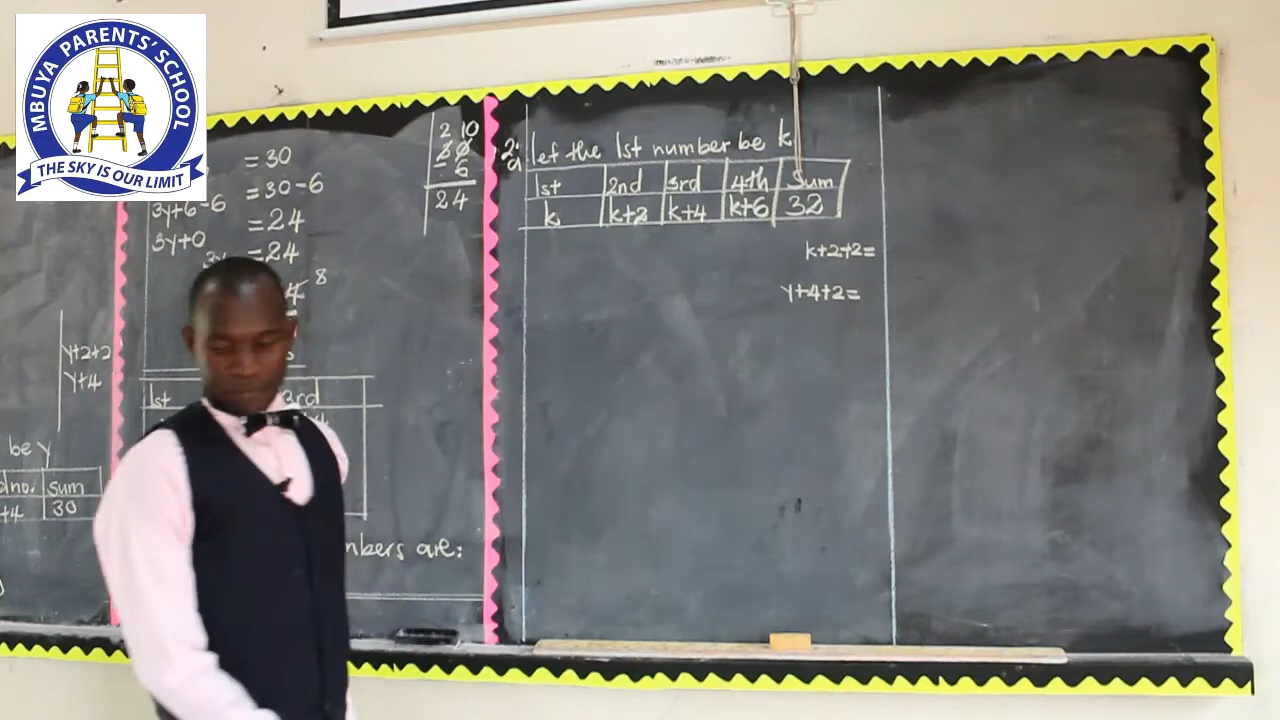 MBUYA PARENTS' SCHOOL
THE SKY IS OUR LIMIT
y+2+2
y+4
be y
no. Sum
+4 30
= 30
= 30-6
3y+6-6
= 24
3y+0
= 24
8
1st 3rd
mbers are:
2 10
3 0
- 6
24
2.
a
let the 1st number be k
1st 2nd 3rd 4th Sum
k k+2 k+4 k+6 32
k+2+2=
y+4+2=